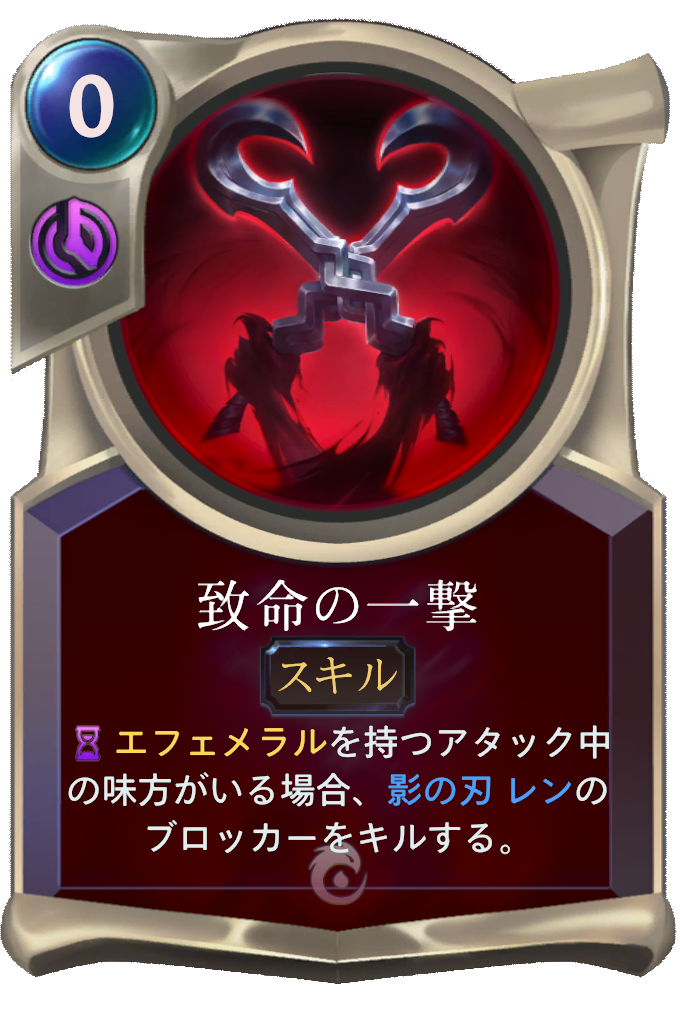 0
致命の一撃
スキル
エフェメラルを持つアタック中
の味方がいる場合、影の刃 レンの
ブロッカーをキルする。